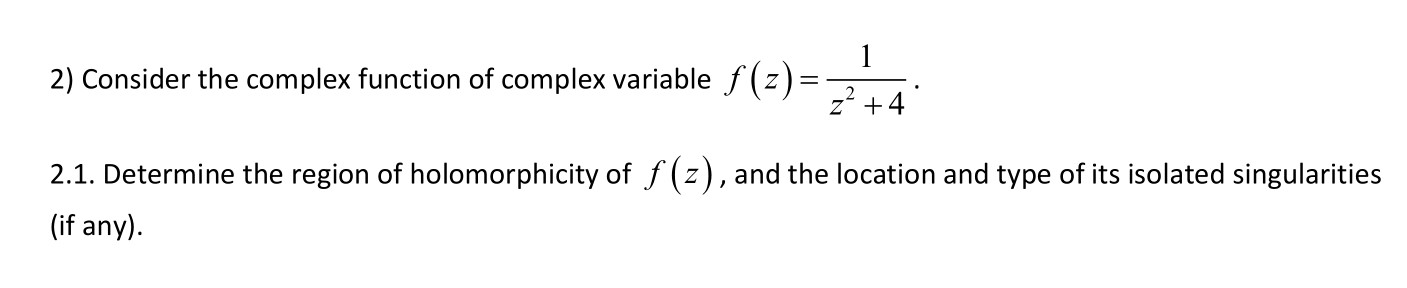 2) Consider the complex function of complex variable f(z) = 1/(z² + 4).
2.1. Determine the region of holomorphicity of f(z), and the location and type of its isolated singularities
(if any).